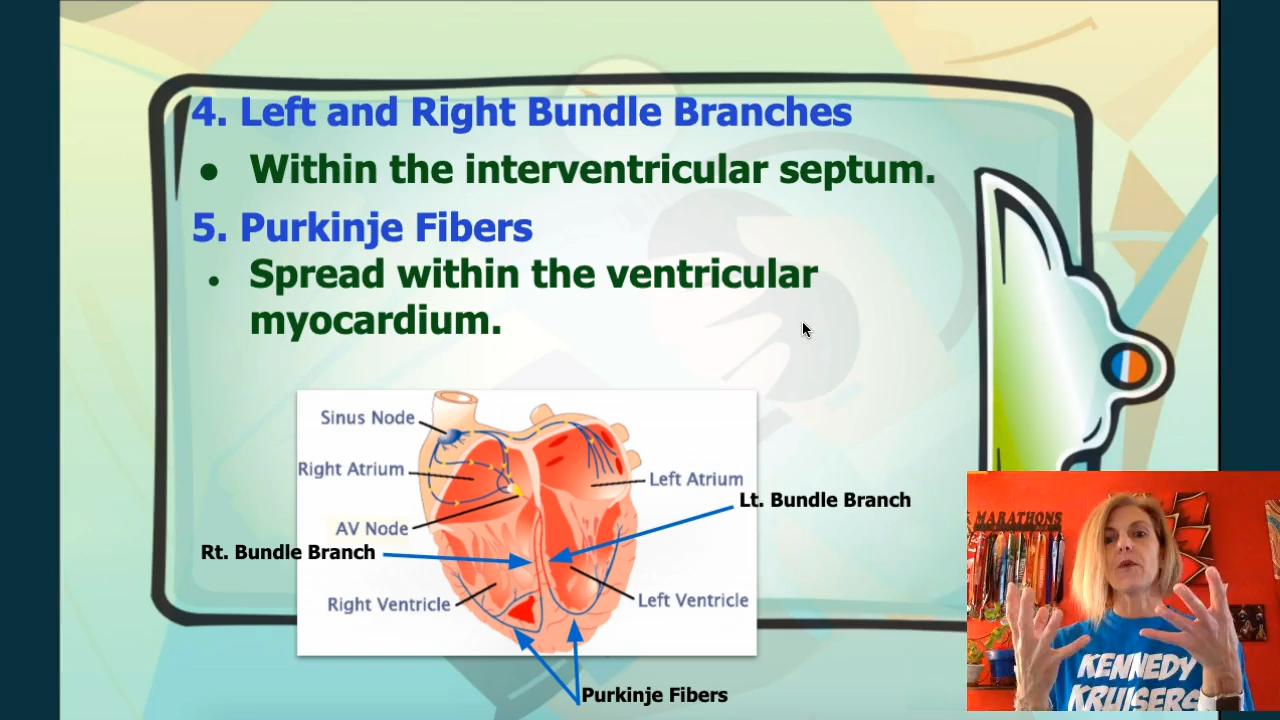 4. Left and Right Bundle Branches
● Within the interventricular septum.
5. Purkinje Fibers
● Spread within the ventricular
myocardium.
Sinus Node
Right Atrium
Left Atrium
Lt. Bundle Branch
AV Node
Rt. Bundle Branch
Right Ventricle
Left Ventricle
Purkinje Fibers
MARATHONS
KENNEDY
KRUISERS